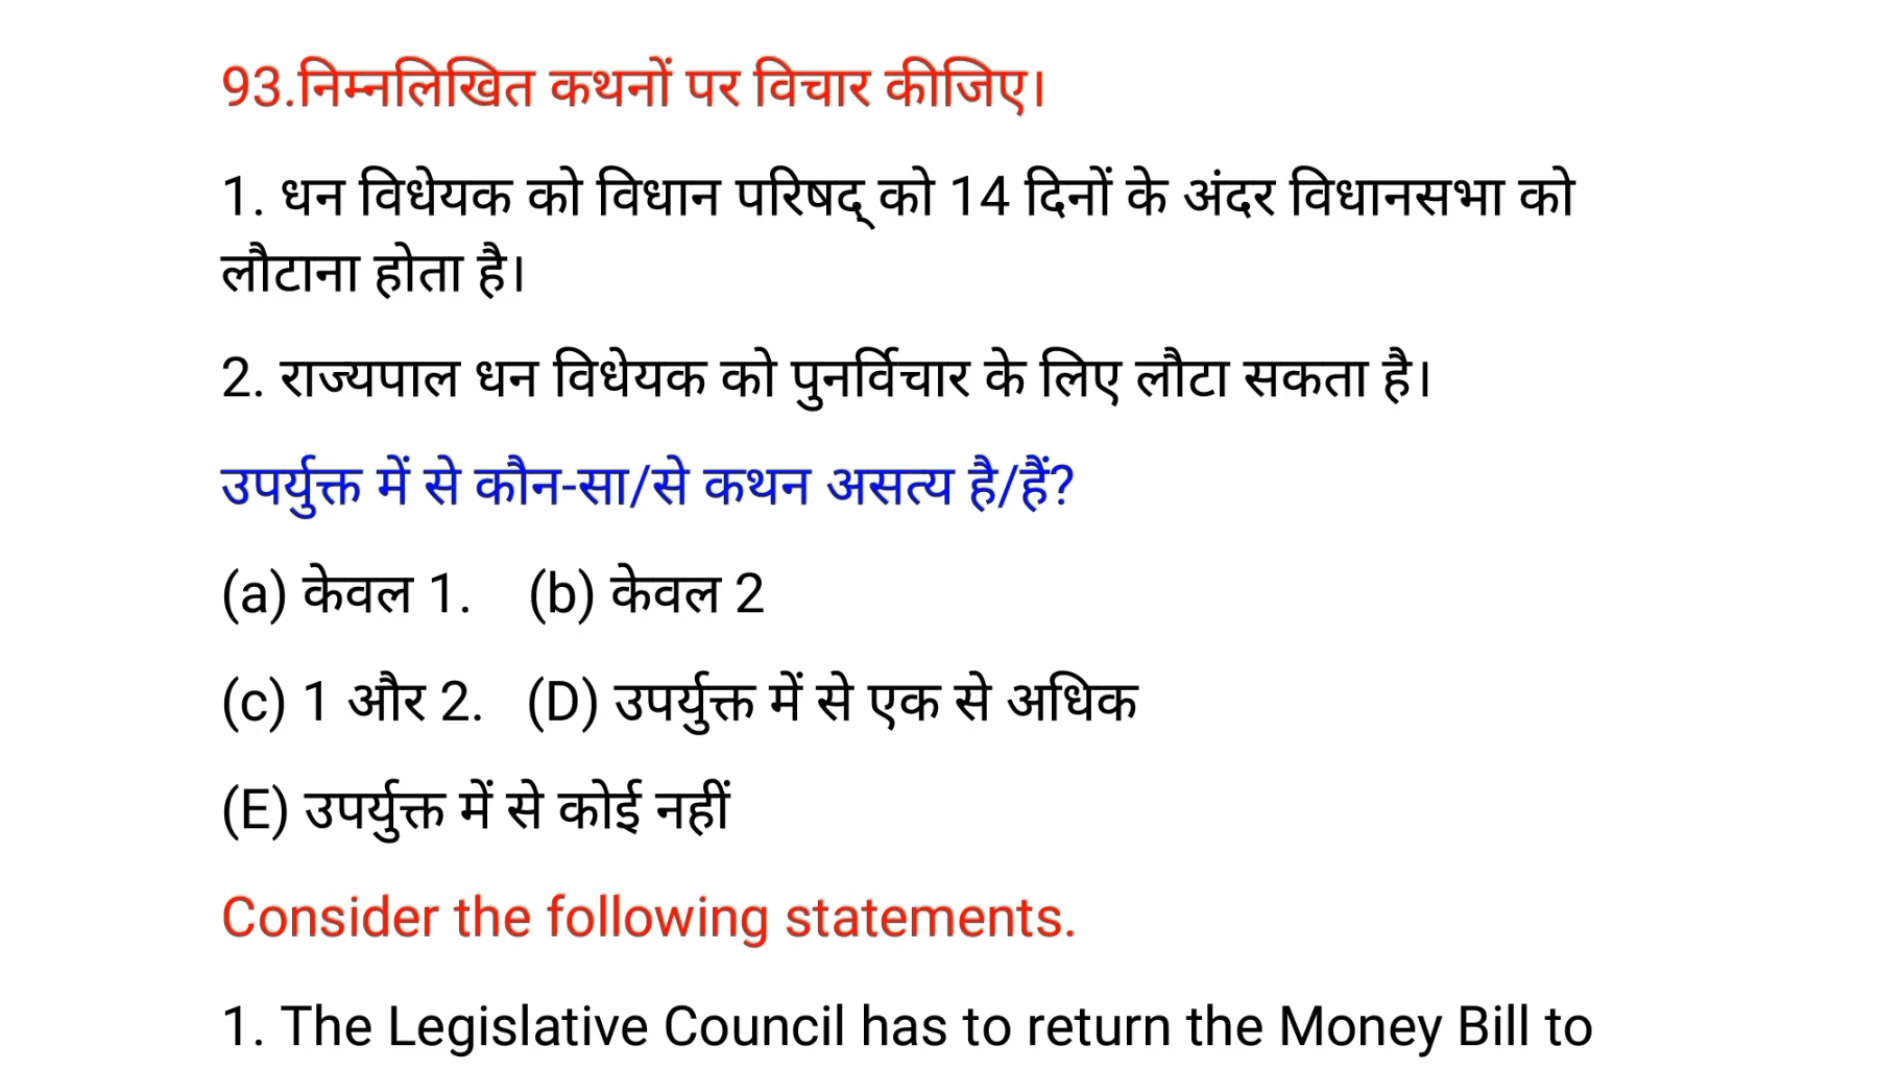 93.निम्नलिखित कथनों पर विचार कीजिए।
1. धन विधेयक को विधान परिषद् को 14 दिनों के अंदर विधानसभा को
लौटाना होता है।
2. राज्यपाल धन विधेयक को पुनर्विचार के लिए लौटा सकता है।
उपर्युक्त में से कौन-सा/से कथन असत्य है/हैं?
(a) केवल 1. (b) केवल 2
(c) 1 और 2. (D) उपर्युक्त में से एक से अधिक
(E) उपर्युक्त में से कोई नहीं
Consider the following statements.
1. The Legislative Council has to return the Money Bill to